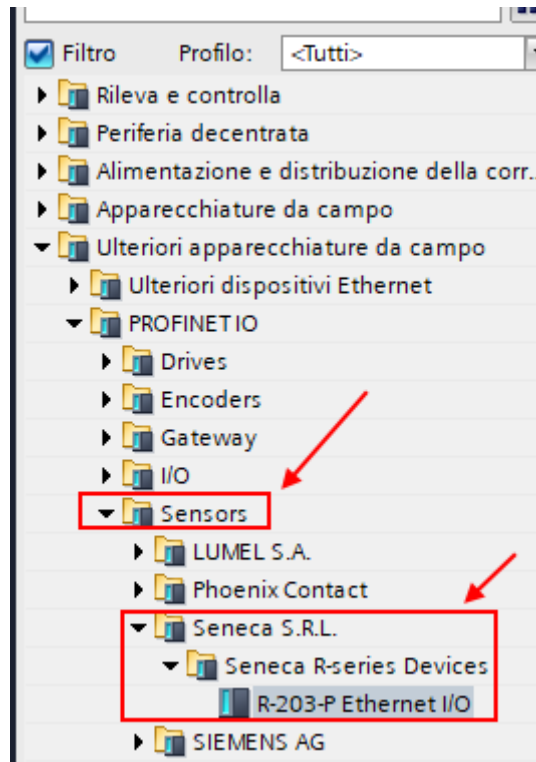 Filtro Profilo: <Tutti>
Rileva e controlla
Periferia decentrata
Alimentazione e distribuzione della corr..
Apparecchiature da campo
Ulteriori apparecchiature da campo
Ulteriori dispositivi Ethernet
PROFINET IO
Drives
Encoders
Gateway
I/O
Sensors
LUMEL S.A.
Phoenix Contact
Seneca S.R.L.
Seneca R-series Devices
R-203-P Ethernet I/O
SIEMENS AG